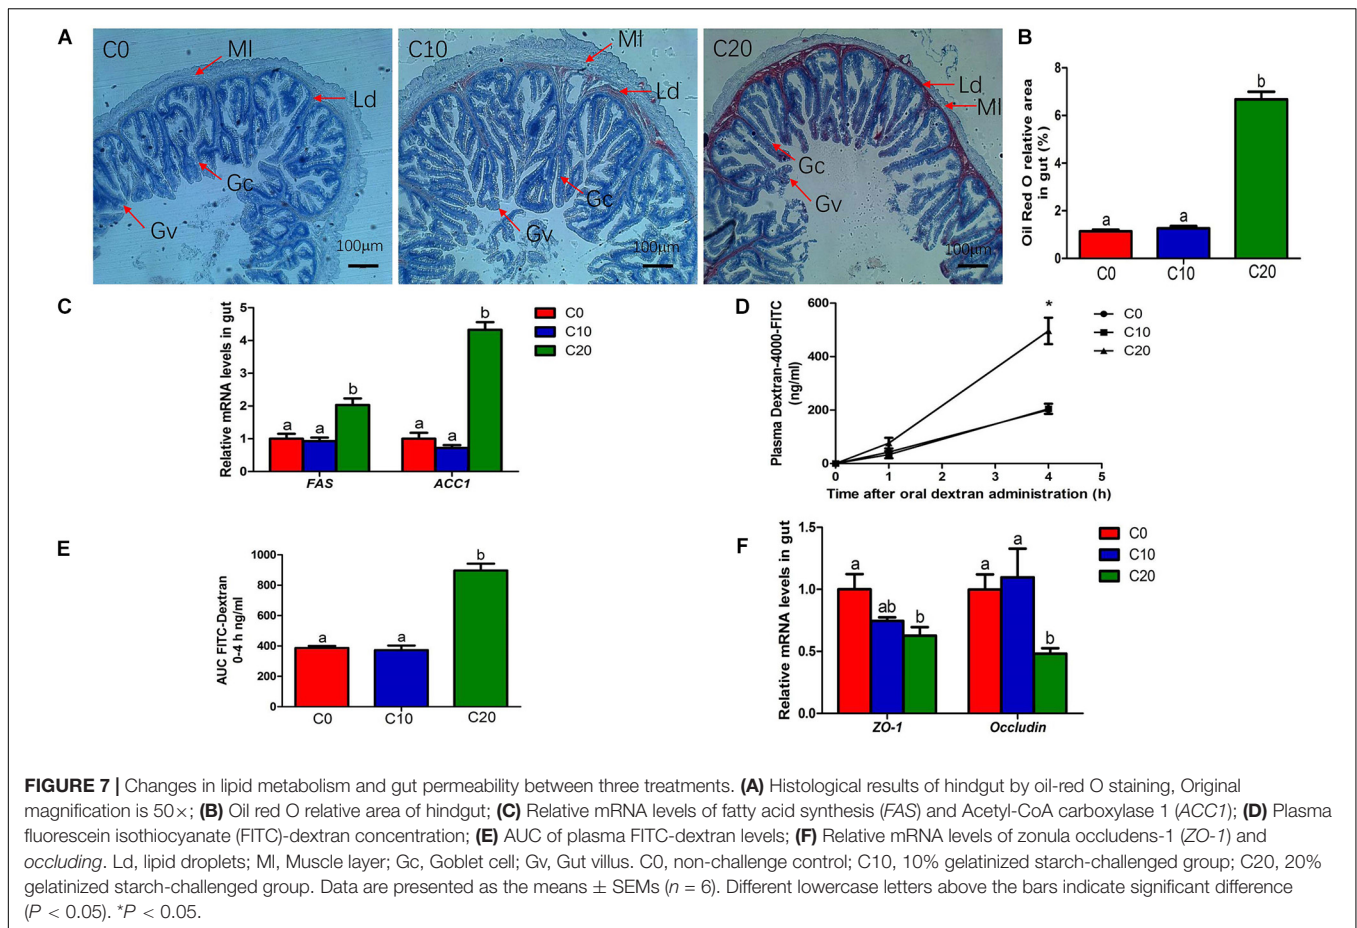 A
C0
Ml
Ld
Gc
Gv
100μm
C10
Ml
Ld
Gc
Gv
100μm
C20
Ld
Ml
Gc
Gv
100μm
B
Oil Red O relative area
in gut (%)
8
6
4
2
0
a
a
b
C0
C10
C20
C
Relative mRNA levels in gut
5
4
3
2
1
0
a
a
b
a
a
b
FAS
ACC1
C0
C10
C20
D
Plasma Dextran-4000-FITC
(ng/ml)
600
400
200
0
*
0
1
2
3
4
5
Time after oral dextran administration (h)
C0
C10
C20
E
AUC FITC-Dextran
0-4 h ng/ml
1000
800
600
400
200
0
a
a
b
C0
C10
C20
F
Relative mRNA levels in gut
1.5
1.0
0.5
0.0
a
ab
b
a
a
b
ZO-1
Occludin
C0
C10
C20
FIGURE 7 | Changes in lipid metabolism and gut permeability between three treatments. (A) Histological results of hindgut by oil-red O staining, Original
magnification is 50×; (B) Oil red O relative area of hindgut; (C) Relative mRNA levels of fatty acid synthesis (FAS) and Acetyl-CoA carboxylase 1 (ACC1); (D) Plasma
fluorescein isothiocyanate (FITC)-dextran concentration; (E) AUC of plasma FITC-dextran levels; (F) Relative mRNA levels of zonula occludens-1 (ZO-1) and
occluding. Ld, lipid droplets; Ml, Muscle layer; Gc, Goblet cell; Gv, Gut villus. C0, non-challenge control; C10, 10% gelatinized starch-challenged group; C20, 20%
gelatinized starch-challenged group. Data are presented as the means ± SEMs (n = 6). Different lowercase letters above the bars indicate significant difference
(P < 0.05). *P < 0.05.